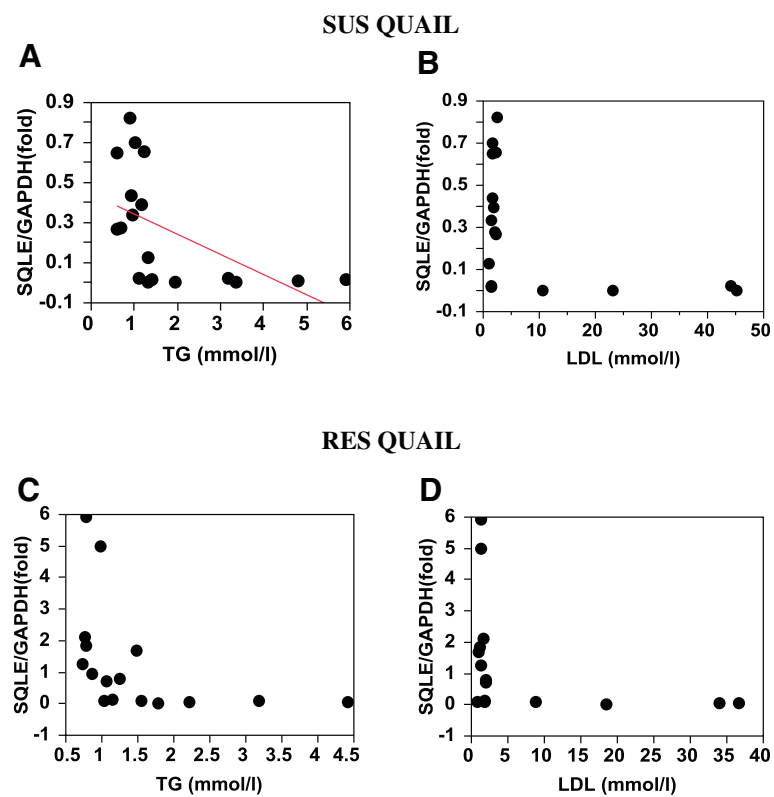 SUS QUAIL
A
B
SQLE/GAPDH(fold)
0.9
0.7
0.5
0.3
0.1
-0.1
0 1 2 3 4 5 6
TG (mmol/l)
SQLE/GAPDH(fold)
0.9
0.7
0.5
0.3
0.1
-0.1
0 10 20 30 40 50
LDL (mmol/l)
RES QUAIL
C
D
SQLE/GAPDH(fold)
6
5
4
3
2
1
0
-1
0.5 1 1.5 2 2.5 3 3.5 4 4.5
TG (mmol/l)
SQLE/GAPDH(fold)
6
5
4
3
2
1
0
-1
0 5 10 15 20 25 30 35 40
LDL (mmol/l)